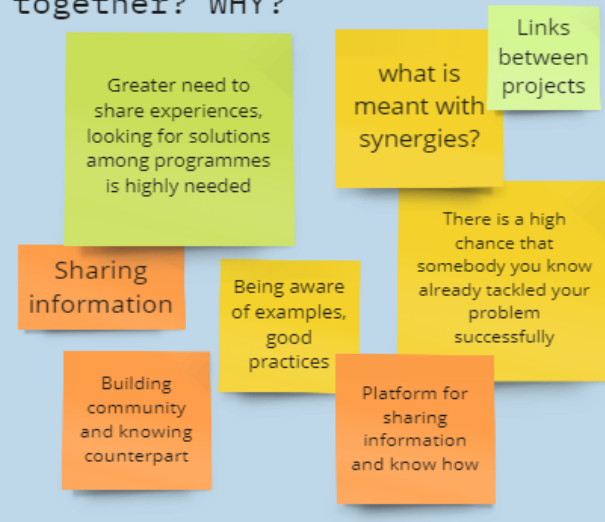 together? WHY?
Links
between
projects
Greater need to
share experiences,
looking for solutions
among programmes
is highly needed
what is
meant with
synergies?
There is a high
chance that
somebody you know
already tackled your
problem
successfully
Sharing
information
Being aware
of examples,
good
practices
Building
community
and knowing
counterpart
Platform for
sharing
information
and know how